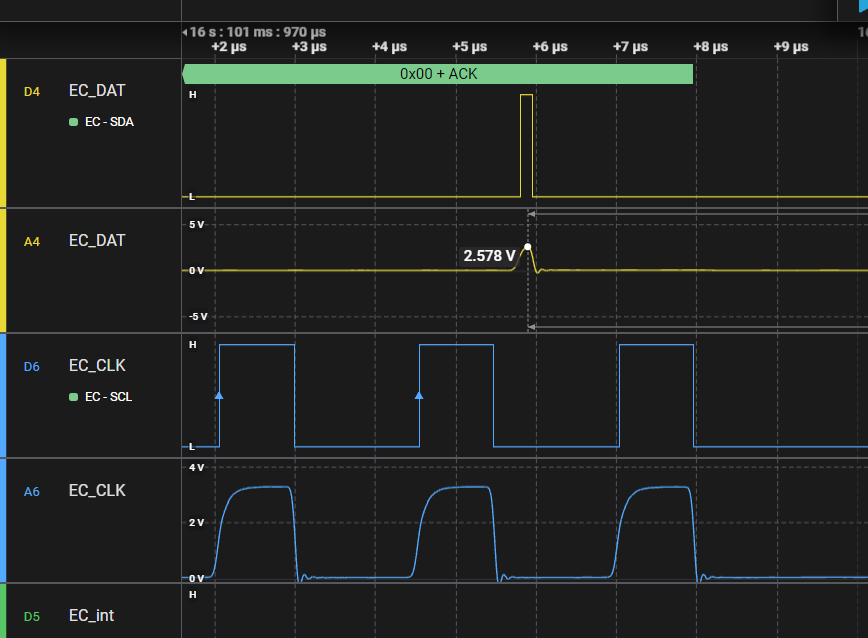 16 s : 101 ms : 970 µs
+2 µs +3 µs +4 µs +5 µs +6 µs +7 µs +8 µs +9 µs
D4 EC_DAT
EC - SDA
0x00 + ACK
H
L
A4 EC_DAT
5 V
0 V
-5 V
2.578 V
D6 EC_CLK
EC - SCL
H
L
A6 EC_CLK
4 V
2 V
0 V
D5 EC_int
H